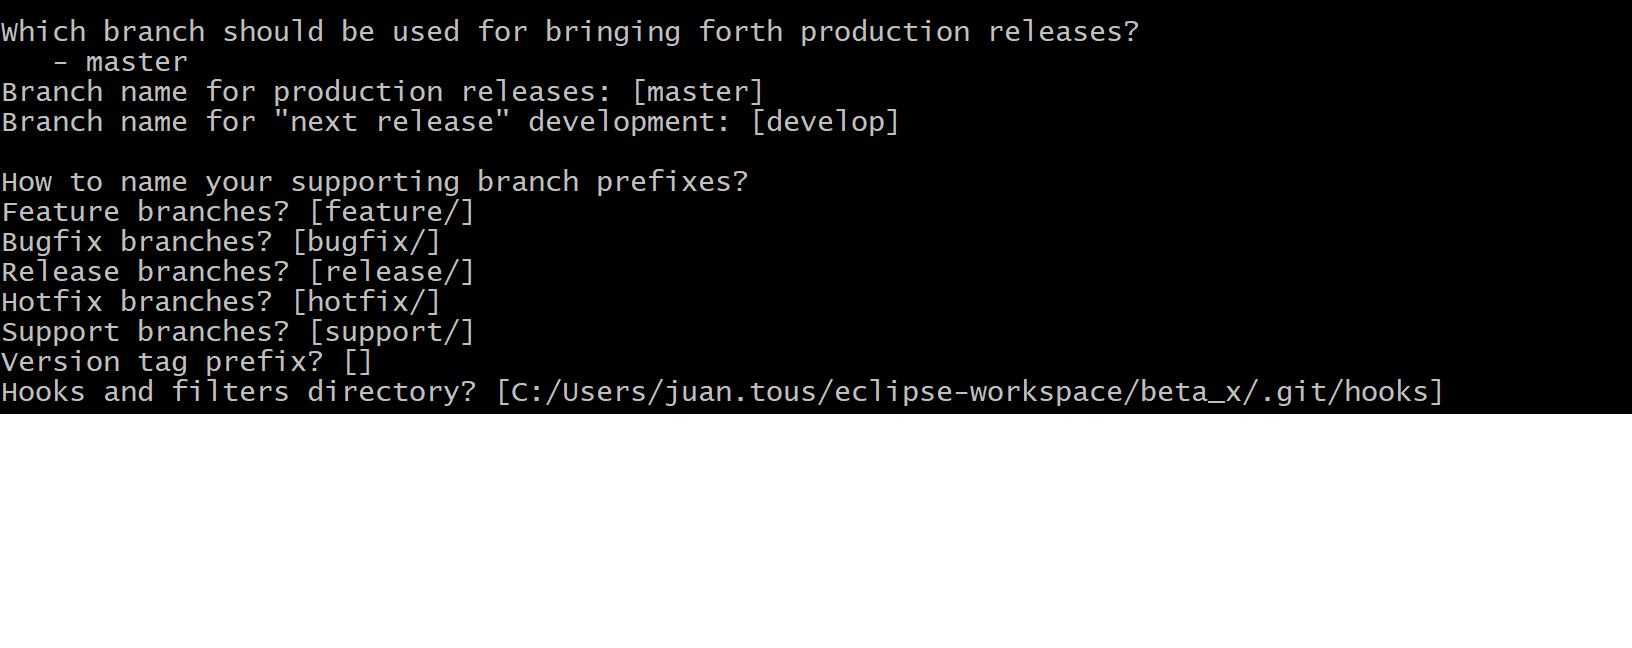 Which branch should be used for bringing forth production releases?
   - master
Branch name for production releases: [master]
Branch name for "next release" development: [develop]

How to name your supporting branch prefixes?
Feature branches? [feature/]
Bugfix branches? [bugfix/]
Release branches? [release/]
Hotfix branches? [hotfix/]
Support branches? [support/]
Version tag prefix? []
Hooks and filters directory? [C:/Users/juan.tous/eclipse-workspace/beta_x/.git/hooks]